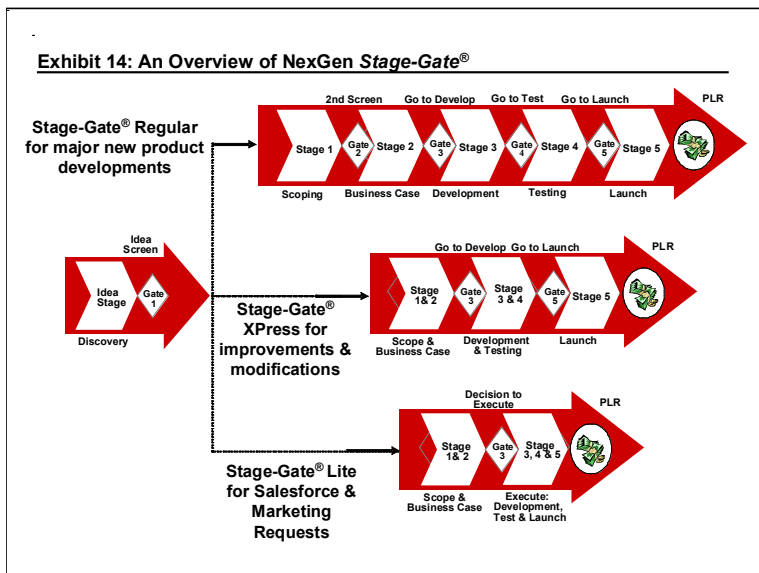 Exhibit 14: An Overview of NexGen Stage-Gate®
Stage-Gate® Regular
for major new product
developments
2nd Screen
Go to Develop
Go to Test
Go to Launch
PLR
Stage 1
Gate
2
Stage 2
Gate
3
Stage 3
Gate
4
Stage 4
Gate
5
Stage 5
Scoping
Business Case
Development
Testing
Launch
Idea
Screen
Idea
Stage
Gate
1
Discovery
Stage-Gate®
XPress for
improvements &
modifications
Go to Develop
Go to Launch
PLR
Stage
1& 2
Gate
3
Stage
3 & 4
Gate
5
Stage 5
Scope &
Business Case
Development
& Testing
Launch
Stage-Gate® Lite
for Salesforce &
Marketing
Requests
Decision to
Execute
PLR
Stage
1& 2
Gate
3
Stage
3, 4 & 5
Scope &
Business Case
Execute:
Development,
Test & Launch